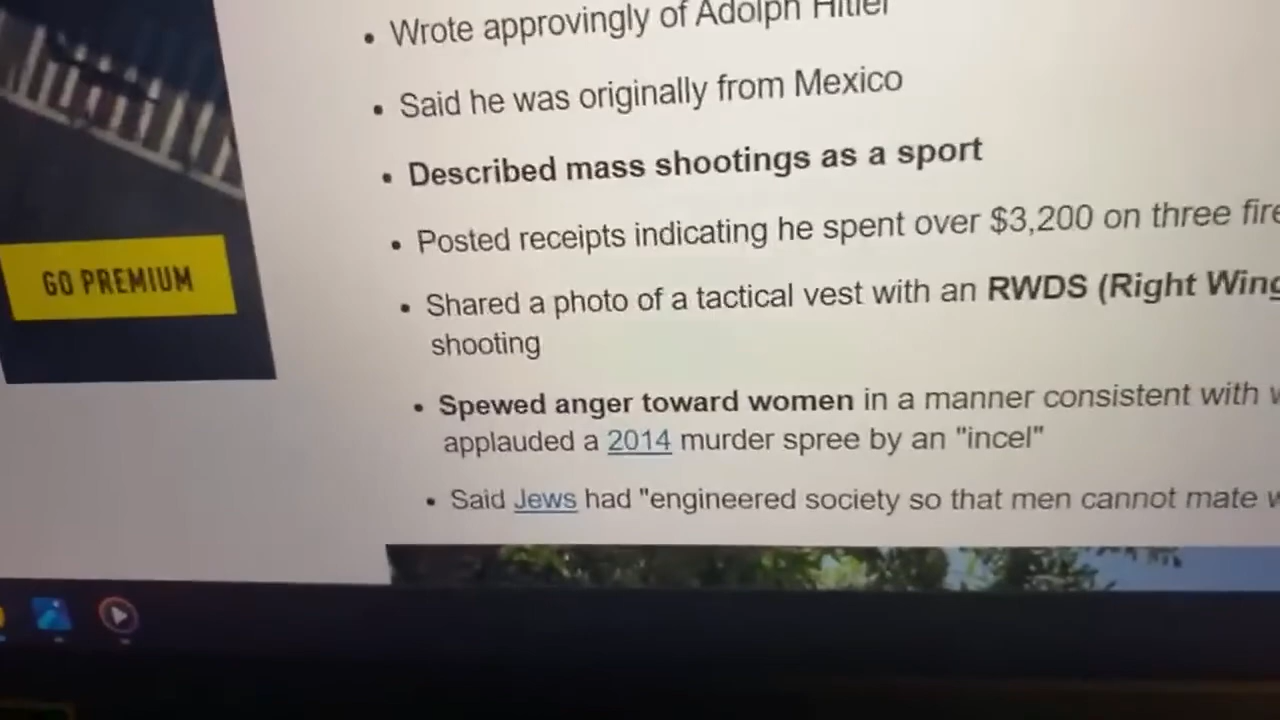 • Wrote approvingly of Adolph Hitler
• Said he was originally from Mexico
• Described mass shootings as a sport
• Posted receipts indicating he spent over $3,200 on three fire
GO PREMIUM
• Shared a photo of a tactical vest with an RWDS (Right Wing
shooting
• Spewed anger toward women in a manner consistent with
applauded a 2014 murder spree by an "incel"
• Said Jews had "engineered society so that men cannot mate